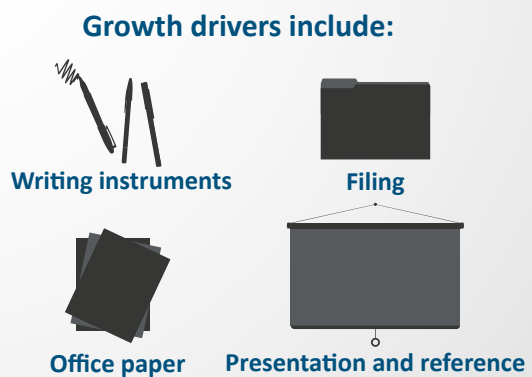 Growth drivers include:
Writing instruments
Filing
Office paper
Presentation and reference